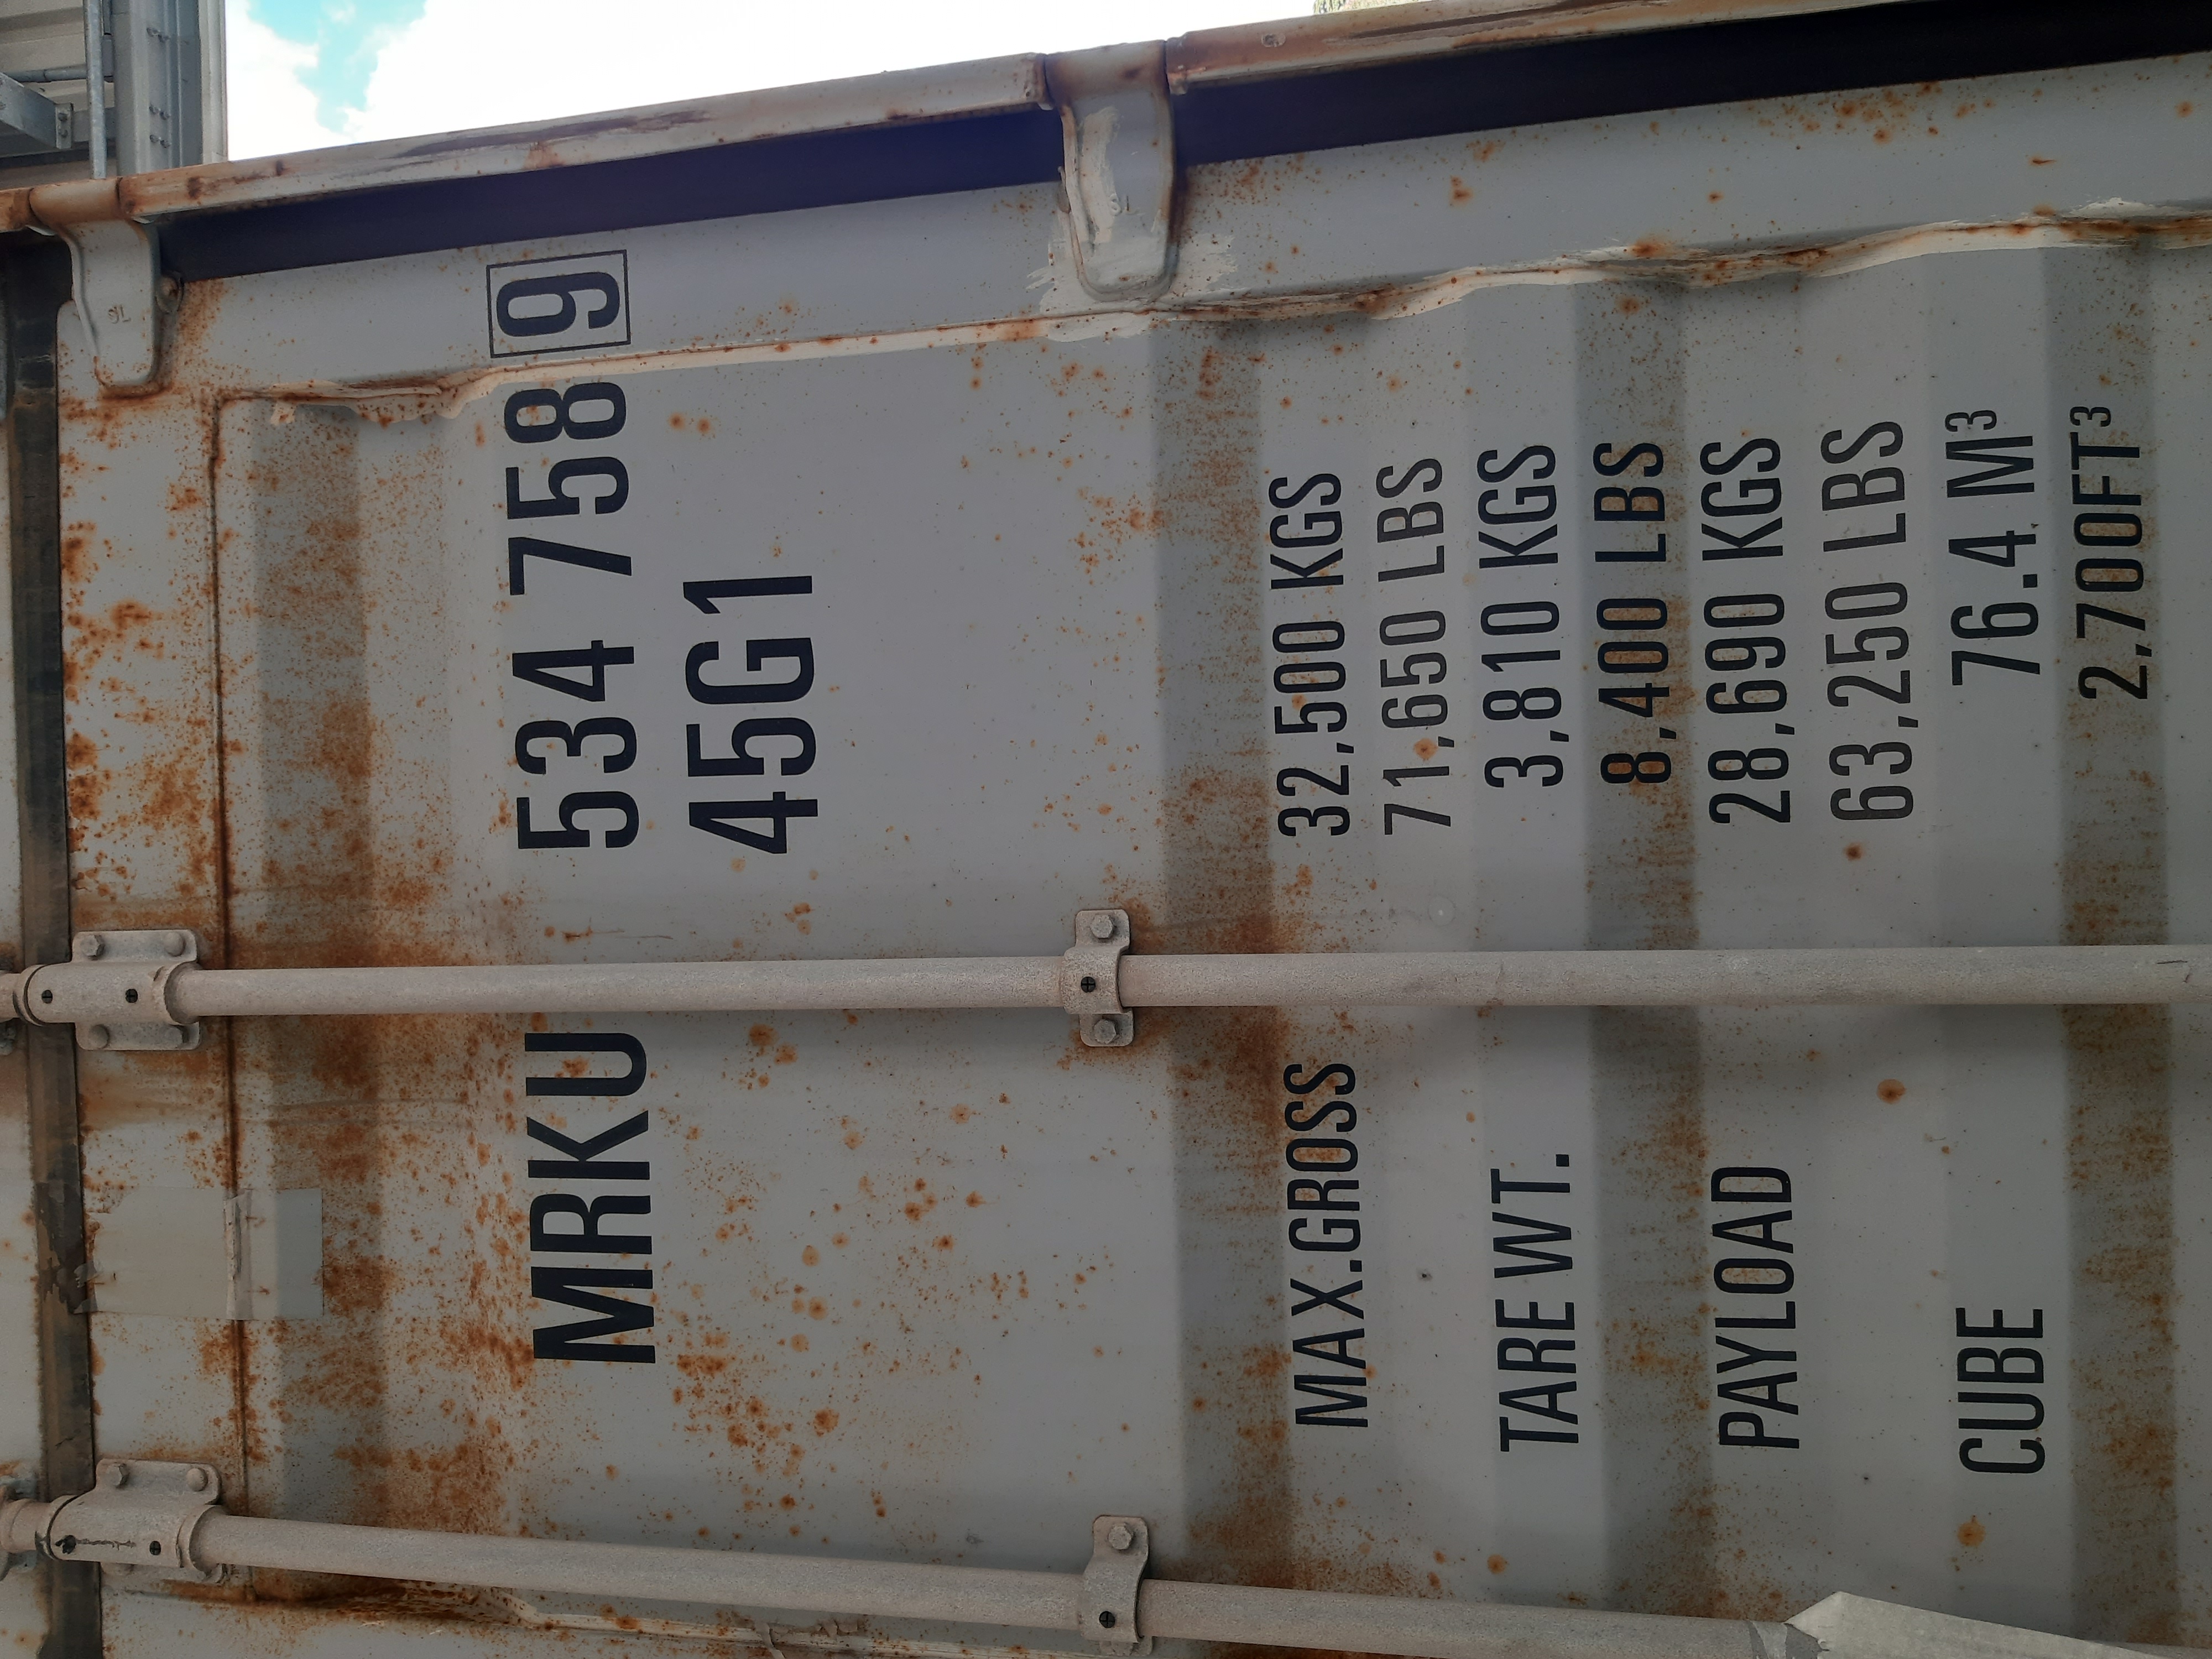 MRKU 534 758 9
45G1
MAX.GROSS 32,500 KGS
71,650 LBS
TARE WT. 3,810 KGS
8,400 LBS
PAYLOAD 28,690 KGS
63,250 LBS
CUBE 76.4 M³
2,700FT³